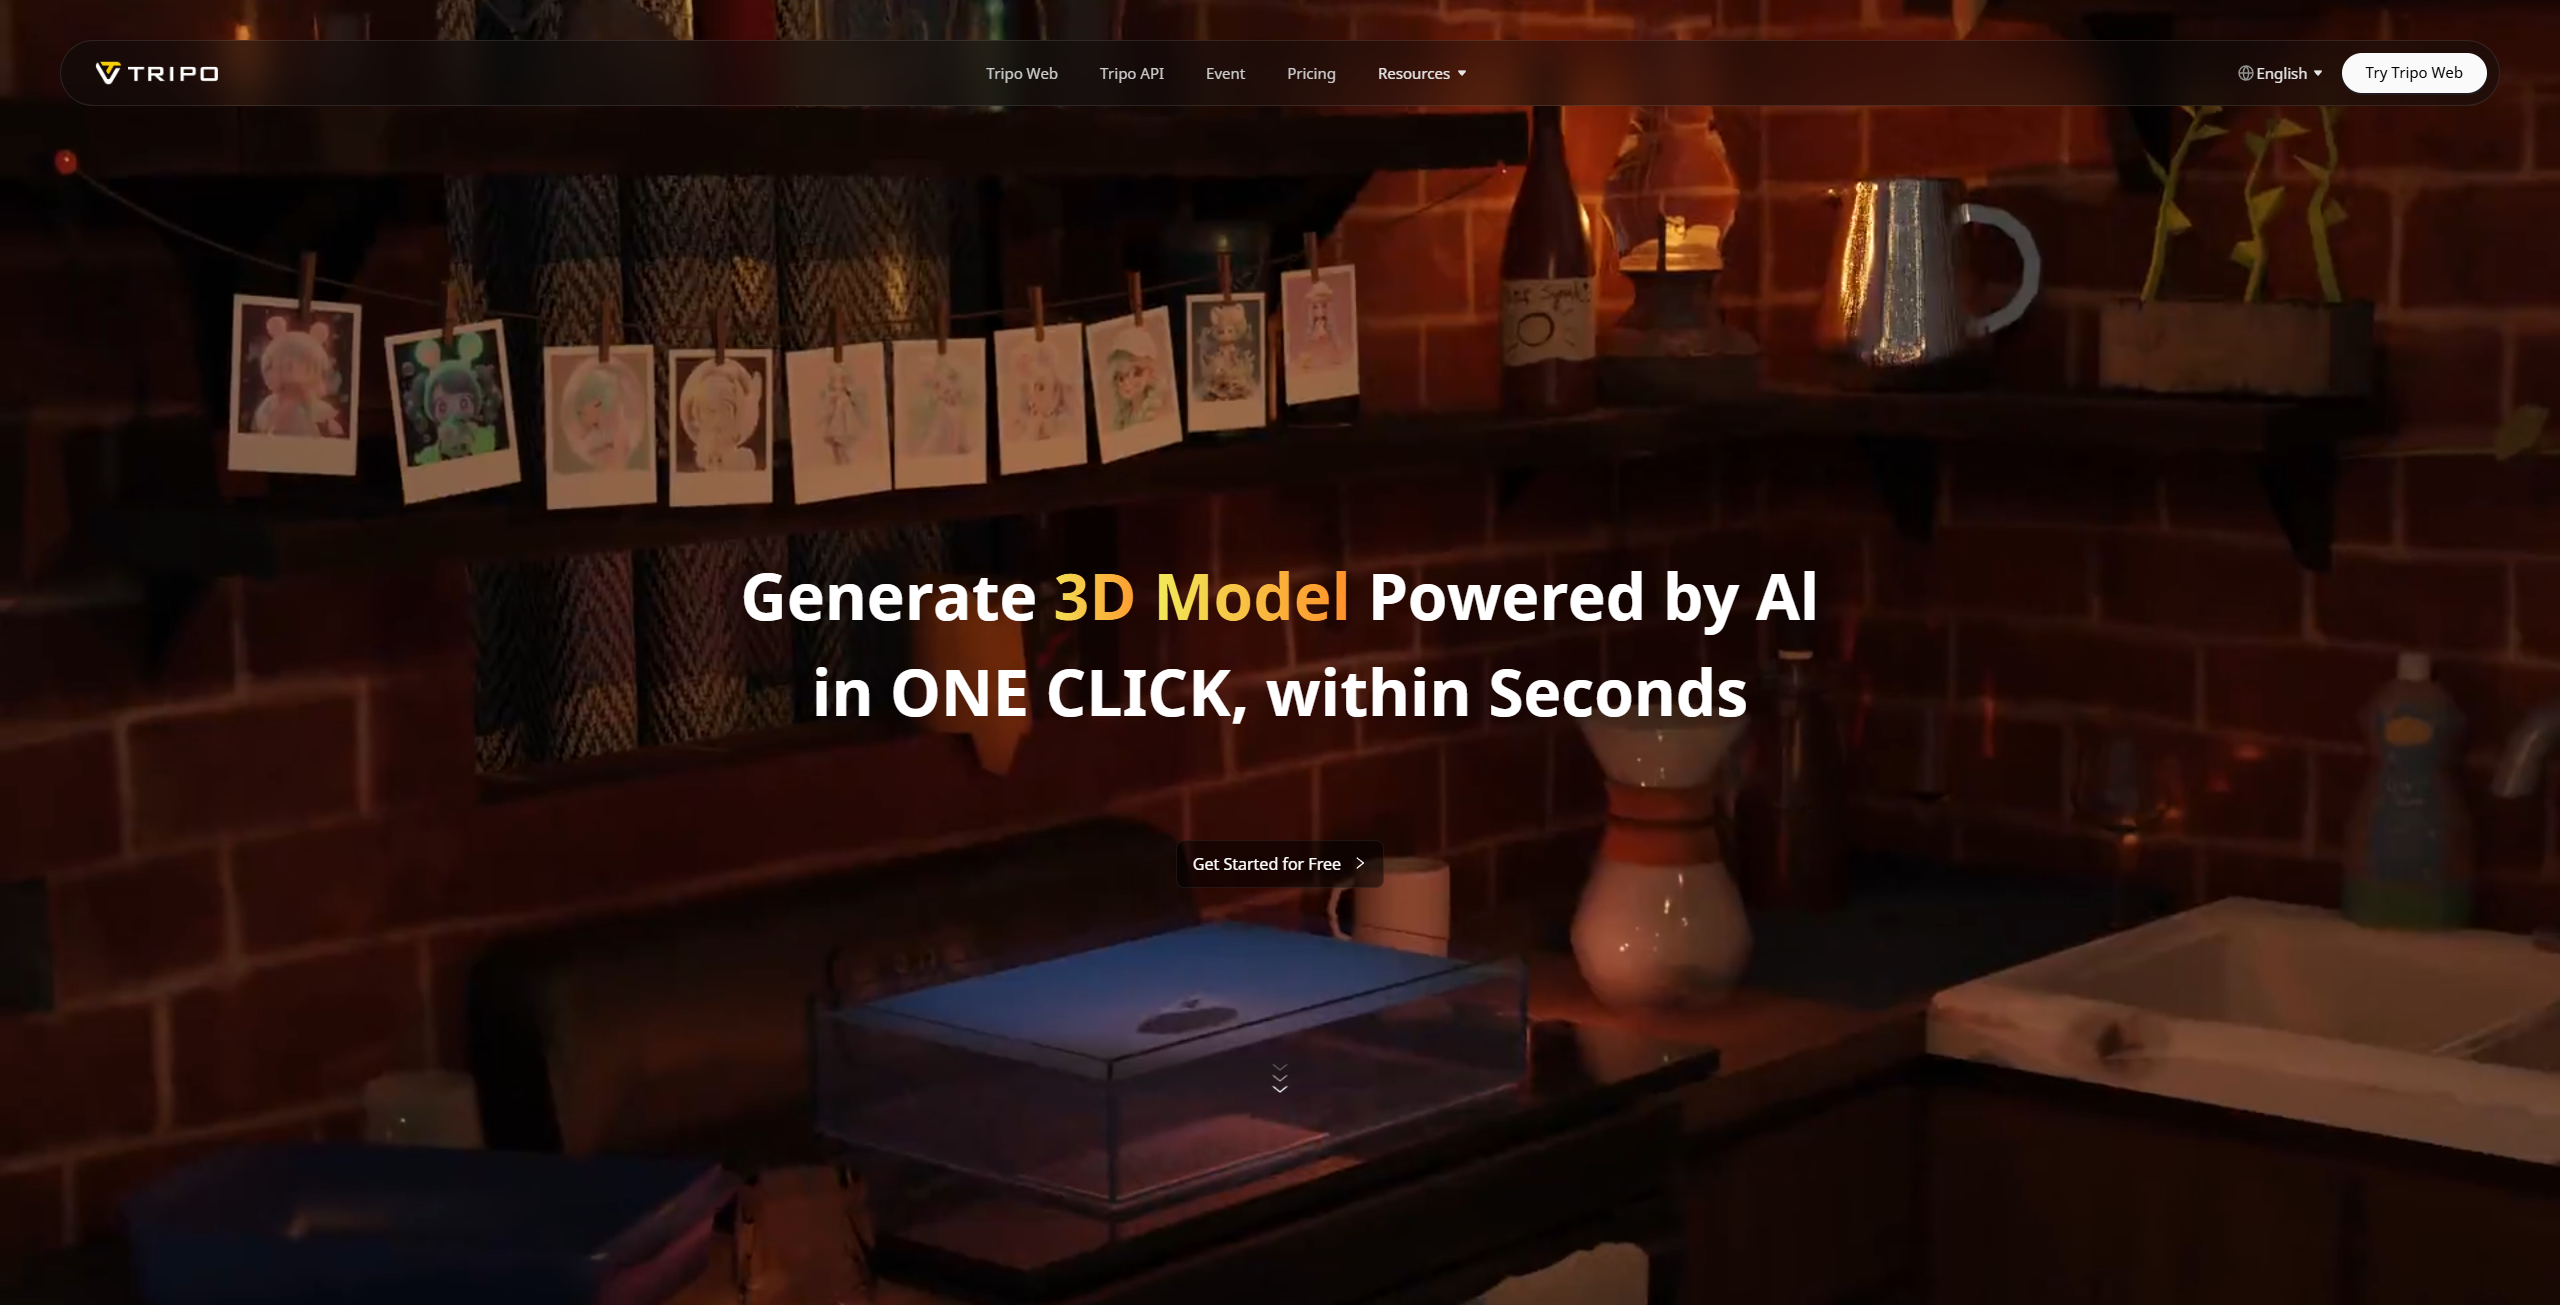 TRIPO
Tripo Web
Tripo API
Event
Pricing
Resources
English
Try Tripo Web
Generate 3D Model Powered by AI
in ONE CLICK, within Seconds
Get Started for Free